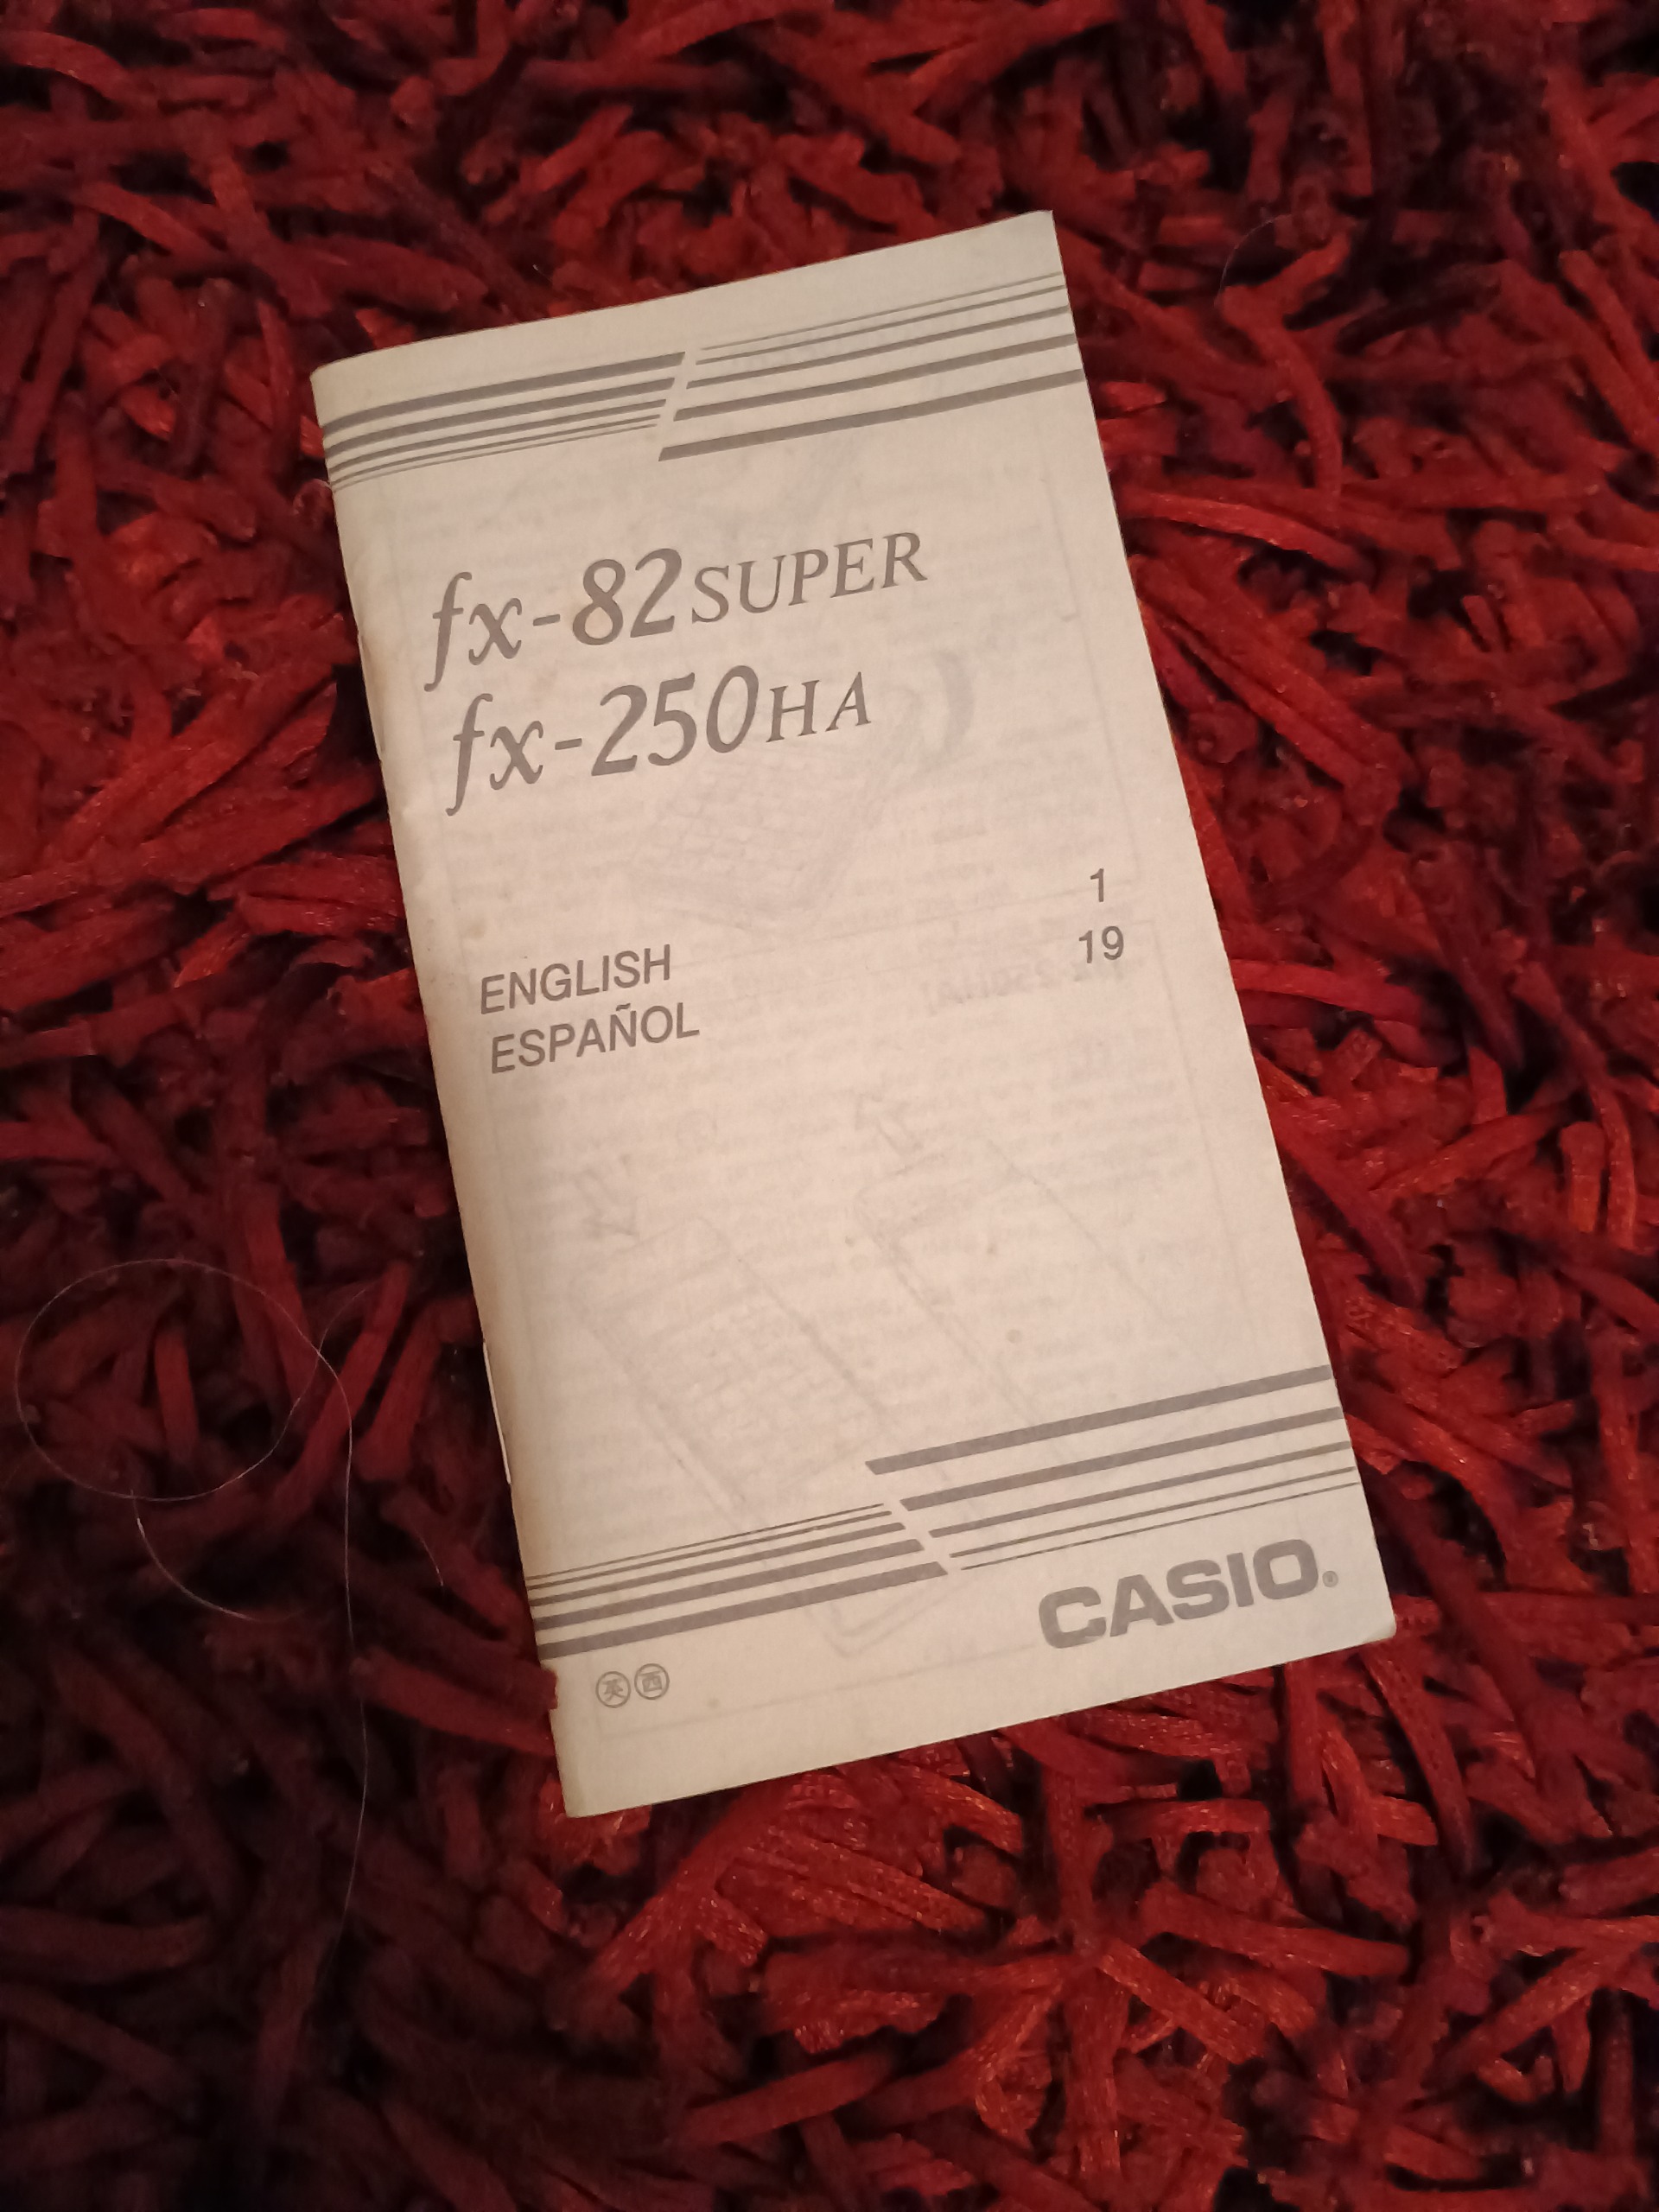 fx-82SUPER
fx-250HA
ENGLISH 1
ESPAÑOL 19
CASIO®
英 西